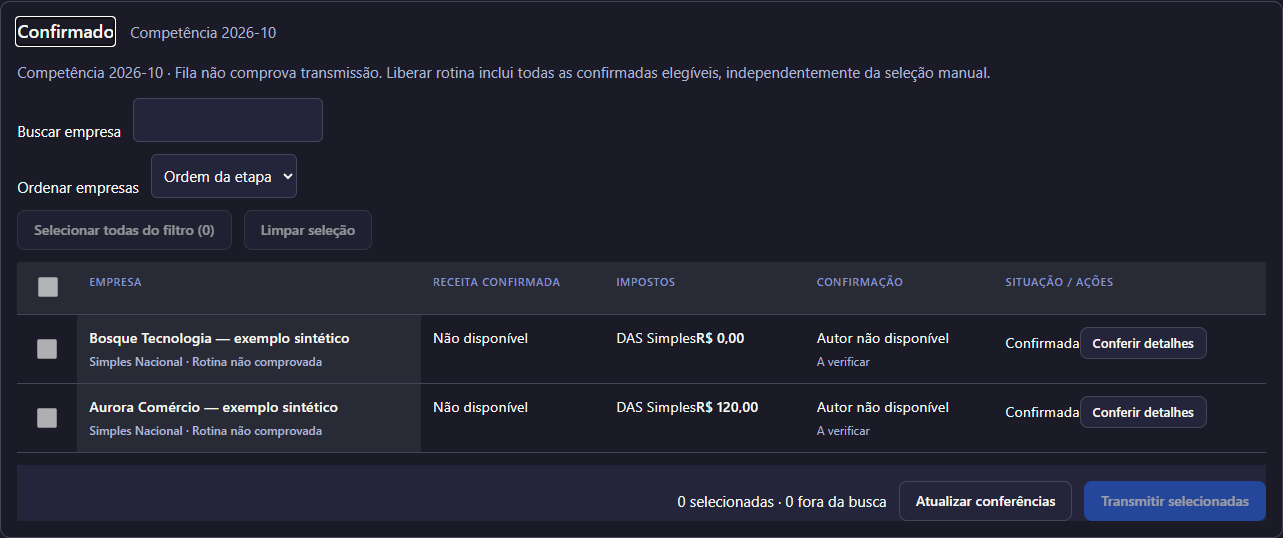 Confirmado Competência 2026-10
Competência 2026-10 · Fila não comprova transmissão. Liberar rotina inclui todas as confirmadas elegíveis, independentemente da seleção manual.
Buscar empresa
Ordenar empresas Ordem da etapa
Selecionar todas do filtro (0) Limpar seleção
EMPRESA RECEITA CONFIRMADA IMPOSTOS CONFIRMAÇÃO SITUAÇÃO / AÇÕES
Bosque Tecnologia — exemplo sintético Não disponível DAS SimplesR$ 0,00 Autor não disponível Confirmada Conferir detalhes
Simples Nacional · Rotina não comprovada A verificar
Aurora Comércio — exemplo sintético Não disponível DAS SimplesR$ 120,00 Autor não disponível Confirmada Conferir detalhes
Simples Nacional · Rotina não comprovada A verificar
0 selecionadas · 0 fora da busca Atualizar conferências Transmitir selecionadas